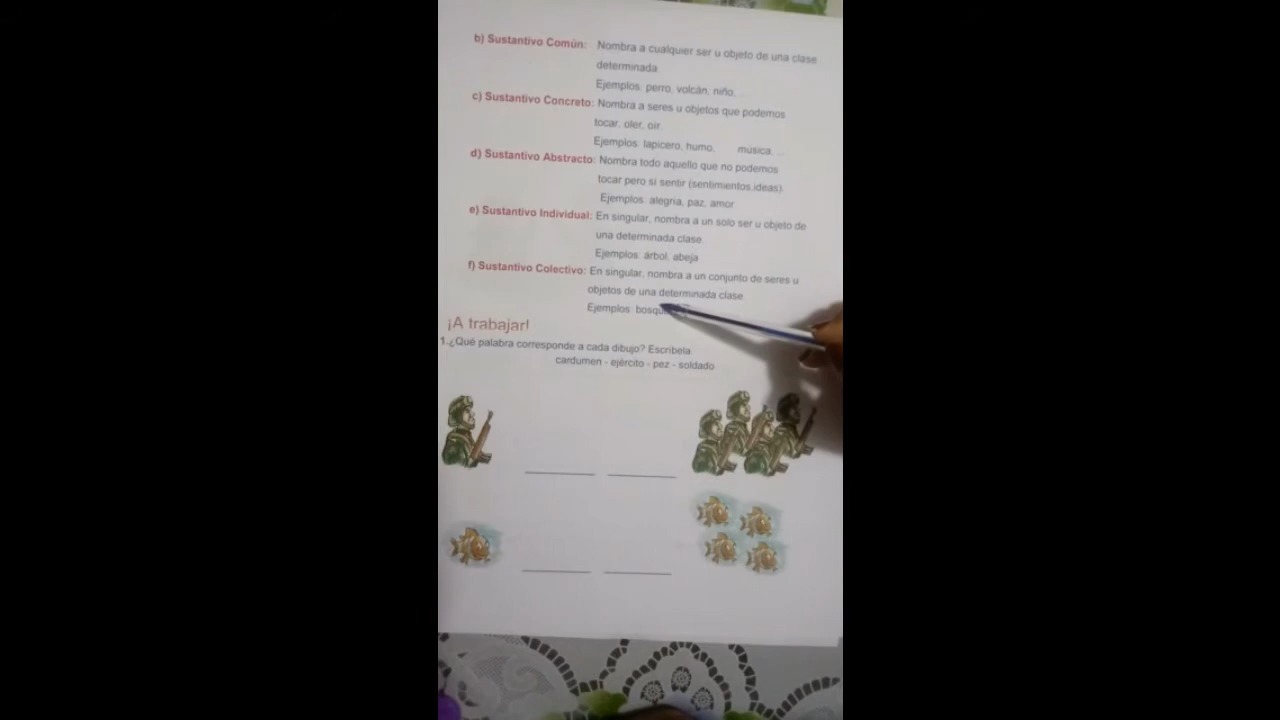 b) Sustantivo Común: Nombra a cualquier ser u objeto de una clase
determinada
Ejemplos: perro, volcán, niño, ...
c) Sustantivo Concreto: Nombra a seres u objetos que podemos
tocar, oler, oír.
Ejemplos: lapicero, humo, música, ...
d) Sustantivo Abstracto: Nombra todo aquello que no podemos
tocar pero si sentir (sentimientos,ideas)
Ejemplos: alegría, paz, amor
e) Sustantivo Individual: En singular, nombra a un solo ser u objeto de
una determinada clase.
Ejemplos: árbol, abeja
f) Sustantivo Colectivo: En singular, nombra a un conjunto de seres u
objetos de una determinada clase
Ejemplos:
¡A trabajar!
1.¿Qué palabra corresponde a cada dibujo? Escríbela.
cardumen - ejército - pez - soldado